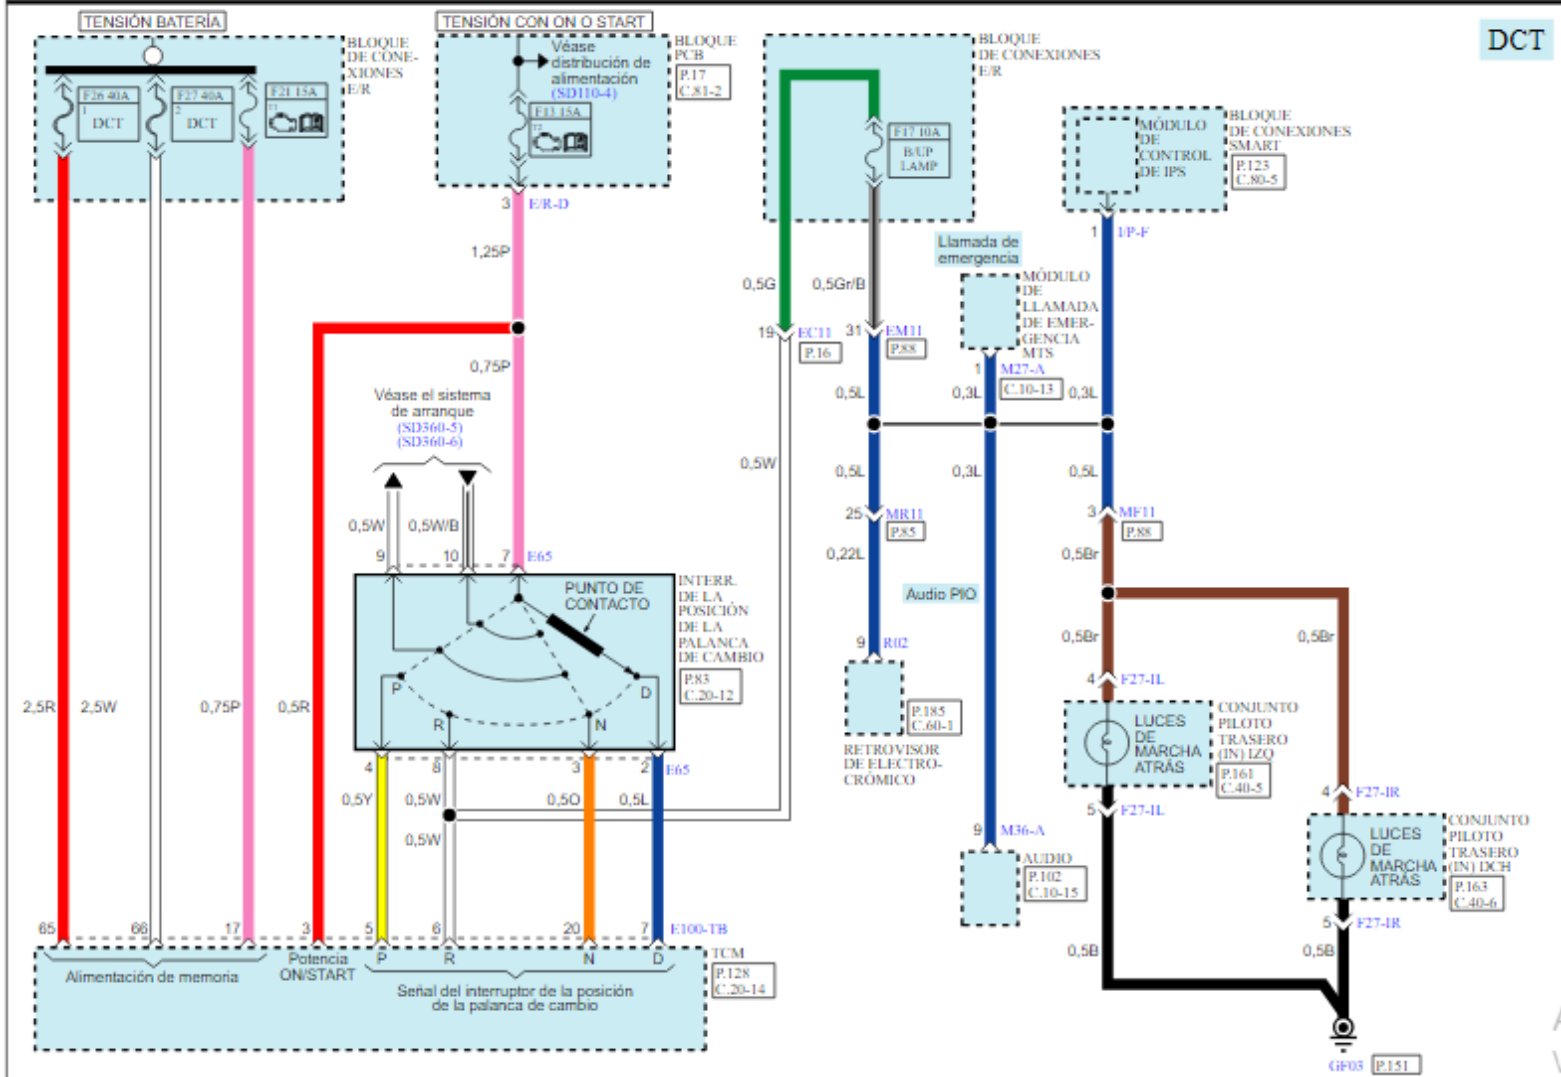 TENSIÓN BATERÍA
TENSIÓN CON ON O START
DCT
BLOQUE
DE CONE-
XIONES
E/R
F26 40A
1
DCT
F27 40A
2
DCT
F21 15A
T1
Véase
distribución de
alimentación
(SD110-4)
F13 15A
T2
BLOQUE
PCB
P.17
C.81-2
BLOQUE
DE CONEXIONES
E/R
F17 10A
B/UP
LAMP
MÓDULO
DE
CONTROL
DE IPS
BLOQUE
DE CONEXIONES
SMART
P.123
C.80-5
3
E/R-D
1
I/P-F
1,25P
Llamada de
emergencia
MÓDULO
DE
LLAMADA
DE EMER-
GENCIA
MTS
0,5G
0,5Gr/B
19
EC11
P.16
31
EM11
P.88
1
M27-A
C.10-13
0,75P
0,5L
0,3L
0,3L
Véase el sistema
de arranque
(SD360-5)
(SD360-6)
0,5W
0,5L
0,3L
0,5L
0,5W
0,5W/B
25
MR11
P.85
3
MF11
P.88
9
10
7
E65
0,22L
0,5Br
PUNTO DE
CONTACTO
INTERR.
DE LA
POSICIÓN
DE LA
PALANCA
DE CAMBIO
P.83
C.20-12
P
R
N
D
Audio PIO
9
R02
P.185
C.60-1
RETROVISOR
DE ELECTRO-
CRÓMICO
0,5Br
0,5Br
4
F27-IL
LUCES
DE
MARCHA
ATRÁS
CONJUNTO
PILOTO
TRASERO
(IN) IZQ
P.161
C.40-5
2,5R
2,5W
0,75P
0,5R
4
8
3
2
E65
0,5Y
0,5W
0,5O
0,5L
0,5W
5
F27-IL
4
F27-IR
LUCES
DE
MARCHA
ATRÁS
CONJUNTO
PILOTO
TRASERO
(IN) DCH
P.163
C.40-6
9
M36-A
AUDIO
P.102
C.10-15
5
F27-IR
65
66
17
3
5
6
20
7
E100-TB
Alimentación de memoria
Potencia
ON/START
P
R
N
D
Señal del interruptor de la posición
de la palanca de cambio
TCM
P.128
C.20-14
0,5B
0,5B
GF03
P.151